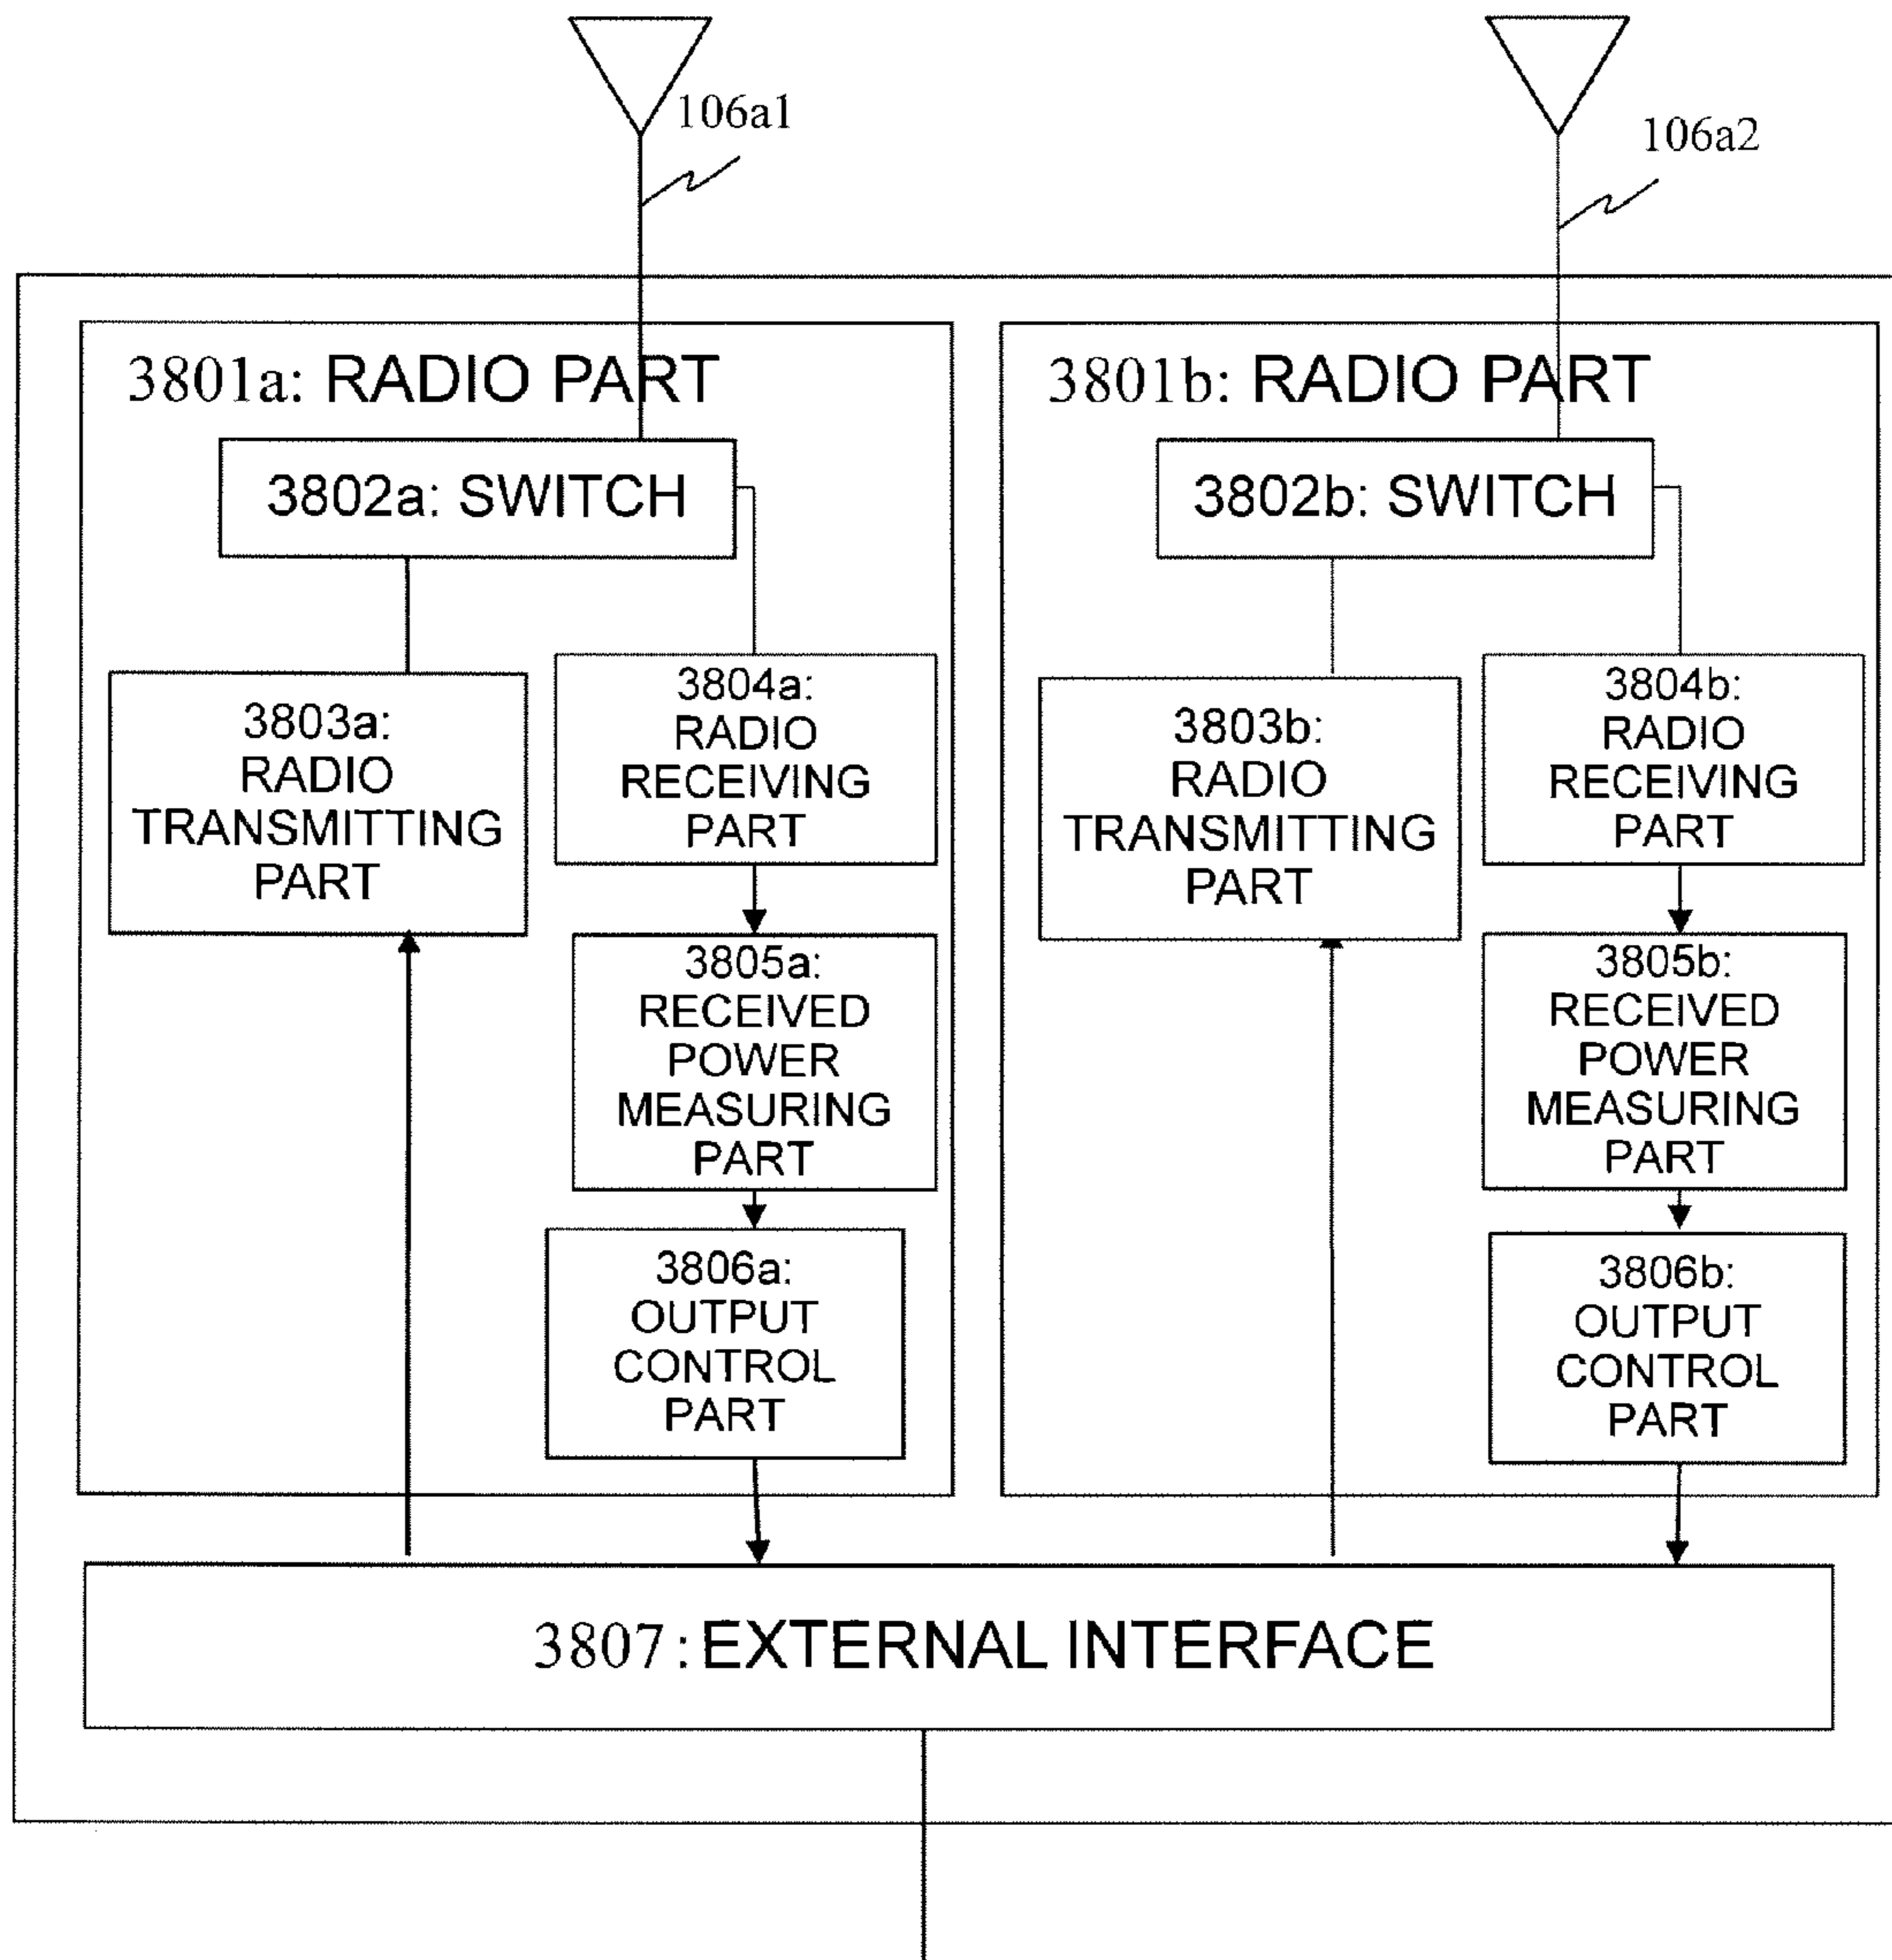 106a1
106a2
3801a: RADIO PART
3802a: SWITCH
3803a:
RADIO
TRANSMITTING
PART
3804a:
RADIO
RECEIVING
PART
3805a:
RECEIVED
POWER
MEASURING
PART
3806a:
OUTPUT
CONTROL
PART
3801b: RADIO PART
3802b: SWITCH
3803b:
RADIO
TRANSMITTING
PART
3804b:
RADIO
RECEIVING
PART
3805b:
RECEIVED
POWER
MEASURING
PART
3806b:
OUTPUT
CONTROL
PART
3807: EXTERNAL INTERFACE